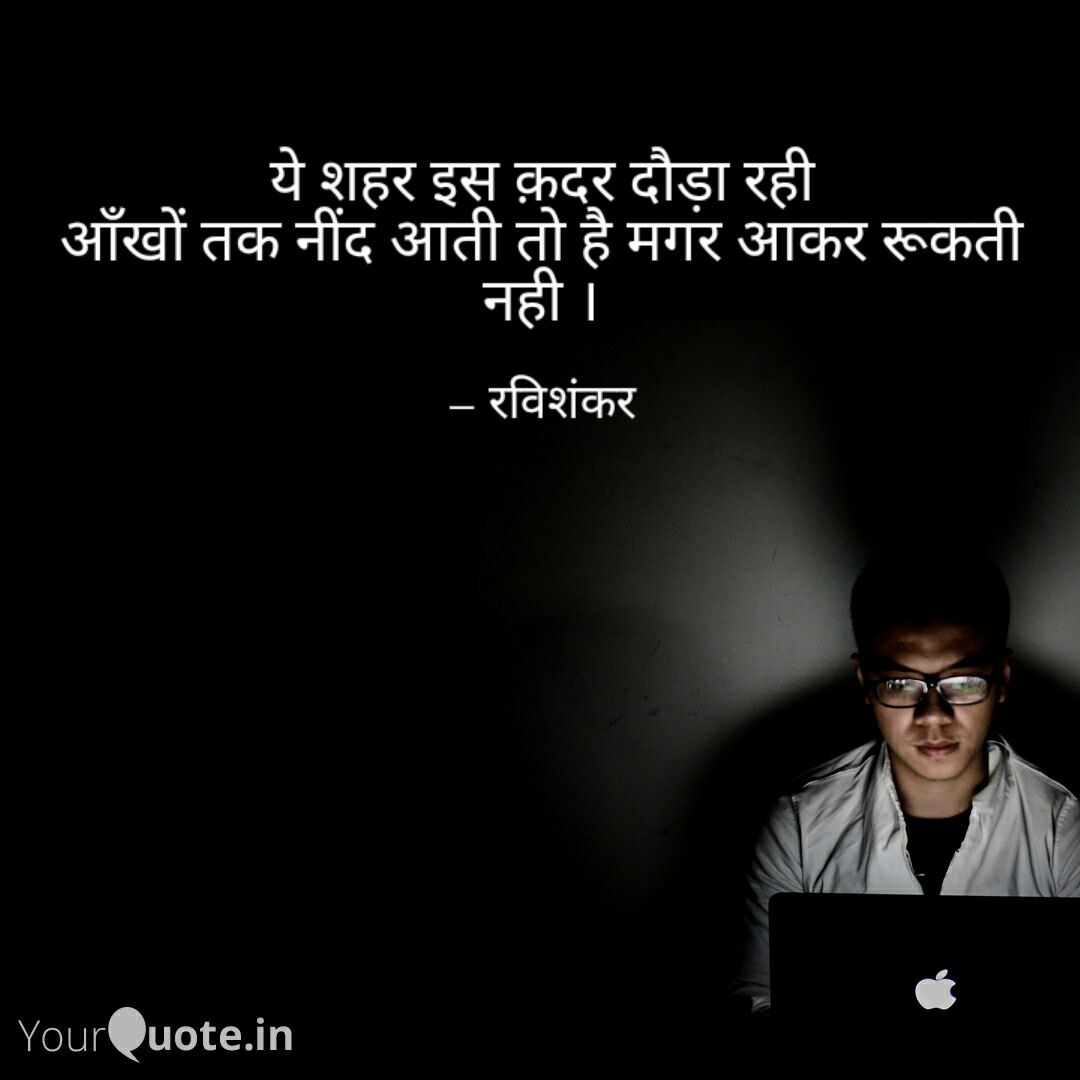 ये शहर इस क़दर दौड़ा रही
आँखों तक नींद आती तो है मगर आकर रूकती
नही ।
– रविशंकर
YourQuote.in